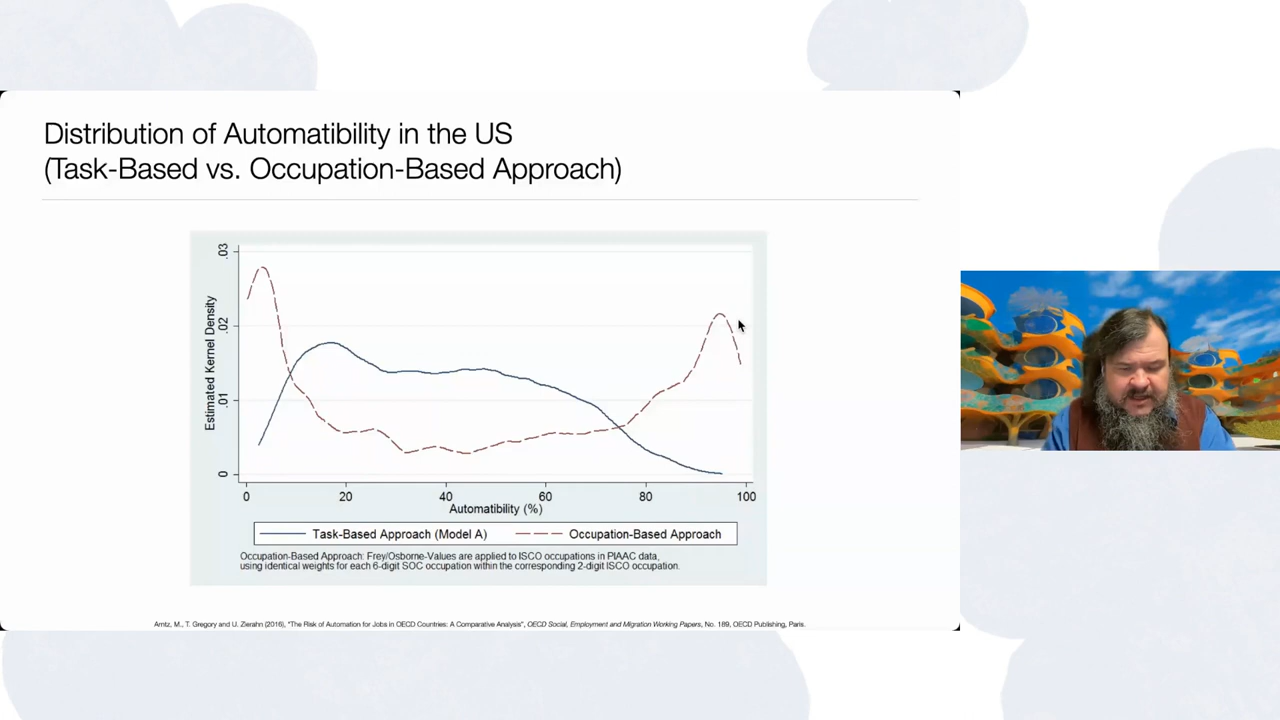 Distribution of Automatibility in the US
(Task-Based vs. Occupation-Based Approach)
Estimated Kernel Density
.03
.02
.01
0
0 20 40 60 80 100
Automatibility (%)
Task-Based Approach (Model A) Occupation-Based Approach
Occupation-Based Approach: Frey/Osborne-Values are applied to ISCO occupations in PIAAC data,
using identical weights for each 6-digit SOC occupation within the corresponding 2-digit ISCO occupation.
Arntz, M., T. Gregory and U. Zierahn (2016), "The Risk of Automation for Jobs in OECD Countries: A Comparative Analysis", OECD Social, Employment and Migration Working Papers, No. 189, OECD Publishing, Paris.